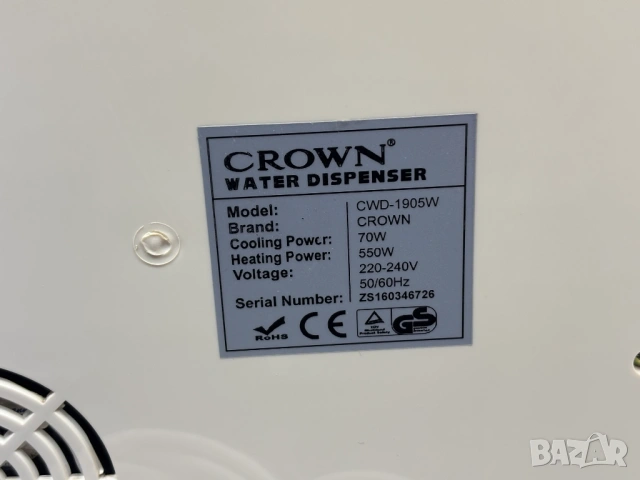 CROWN®
WATER DISPENSER
Model: CWD-1905W
Brand: CROWN
Cooling Power: 70W
Heating Power: 550W
Voltage: 220-240V
50/60Hz
Serial Number: ZS160346726
RoHS CE GS
BAZAR